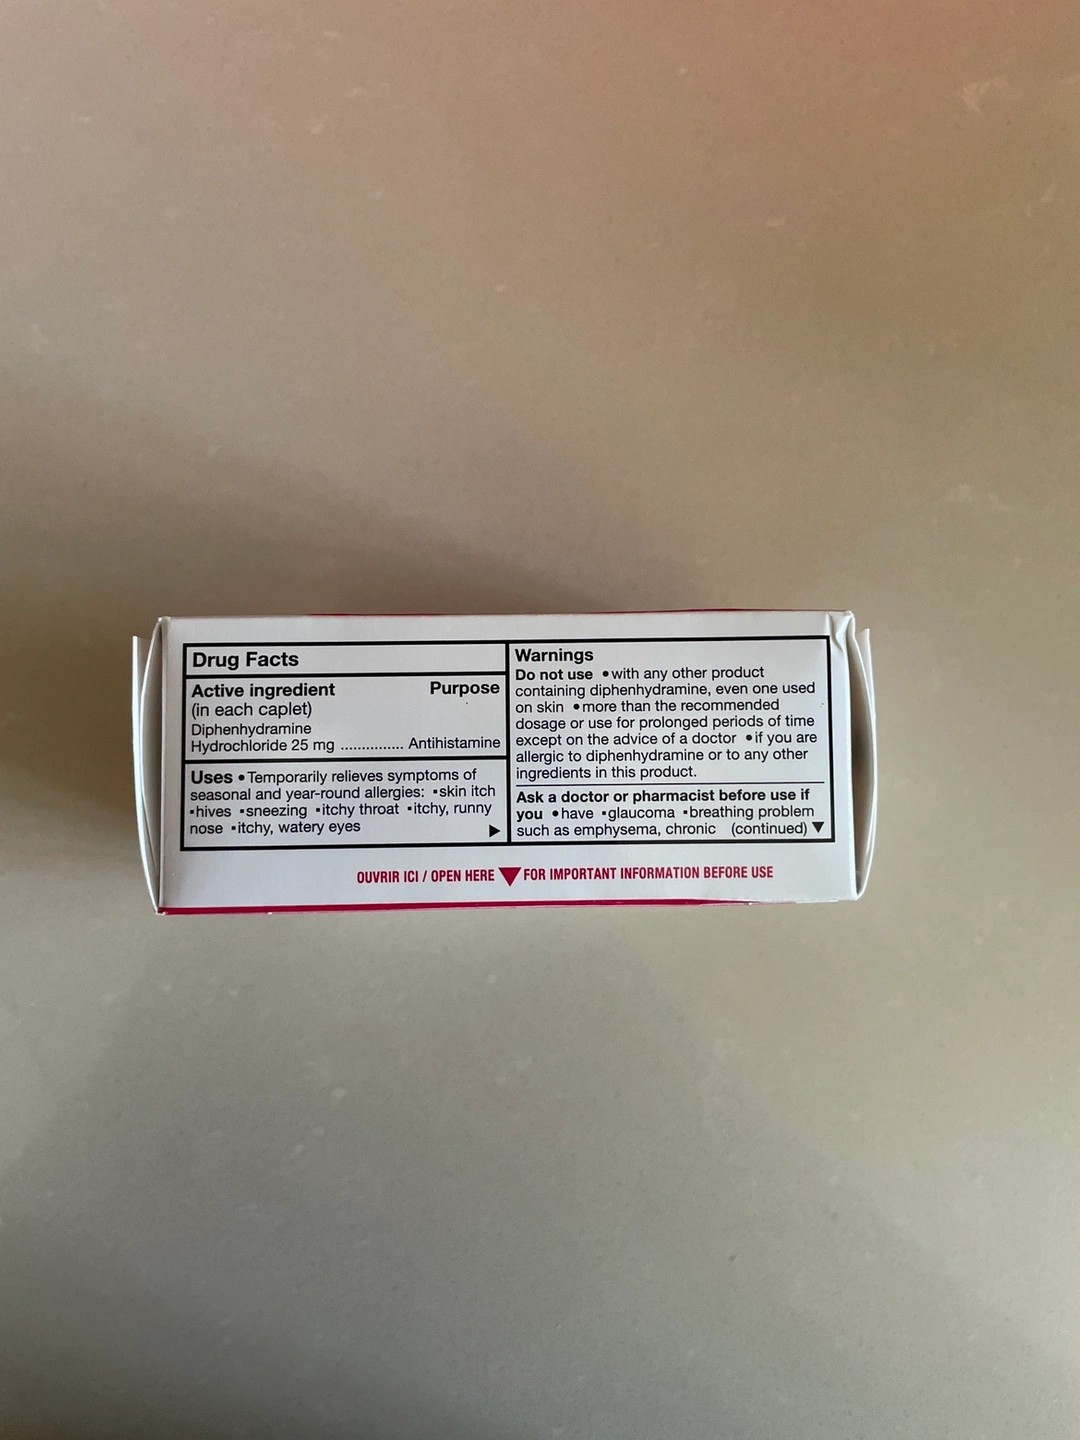 Drug Facts
Active ingredient Purpose
(in each caplet)
Diphenhydramine
Hydrochloride 25 mg ............... Antihistamine
Uses • Temporarily relieves symptoms of
seasonal and year-round allergies: ▪skin itch
▪hives ▪sneezing ▪itchy throat ▪itchy, runny
nose ▪itchy, watery eyes ▶
Warnings
Do not use • with any other product
containing diphenhydramine, even one used
on skin • more than the recommended
dosage or use for prolonged periods of time
except on the advice of a doctor • if you are
allergic to diphenhydramine or to any other
ingredients in this product.
Ask a doctor or pharmacist before use if
you • have ▪glaucoma ▪breathing problem
such as emphysema, chronic (continued) ▼
OUVRIR ICI / OPEN HERE ▼ FOR IMPORTANT INFORMATION BEFORE USE